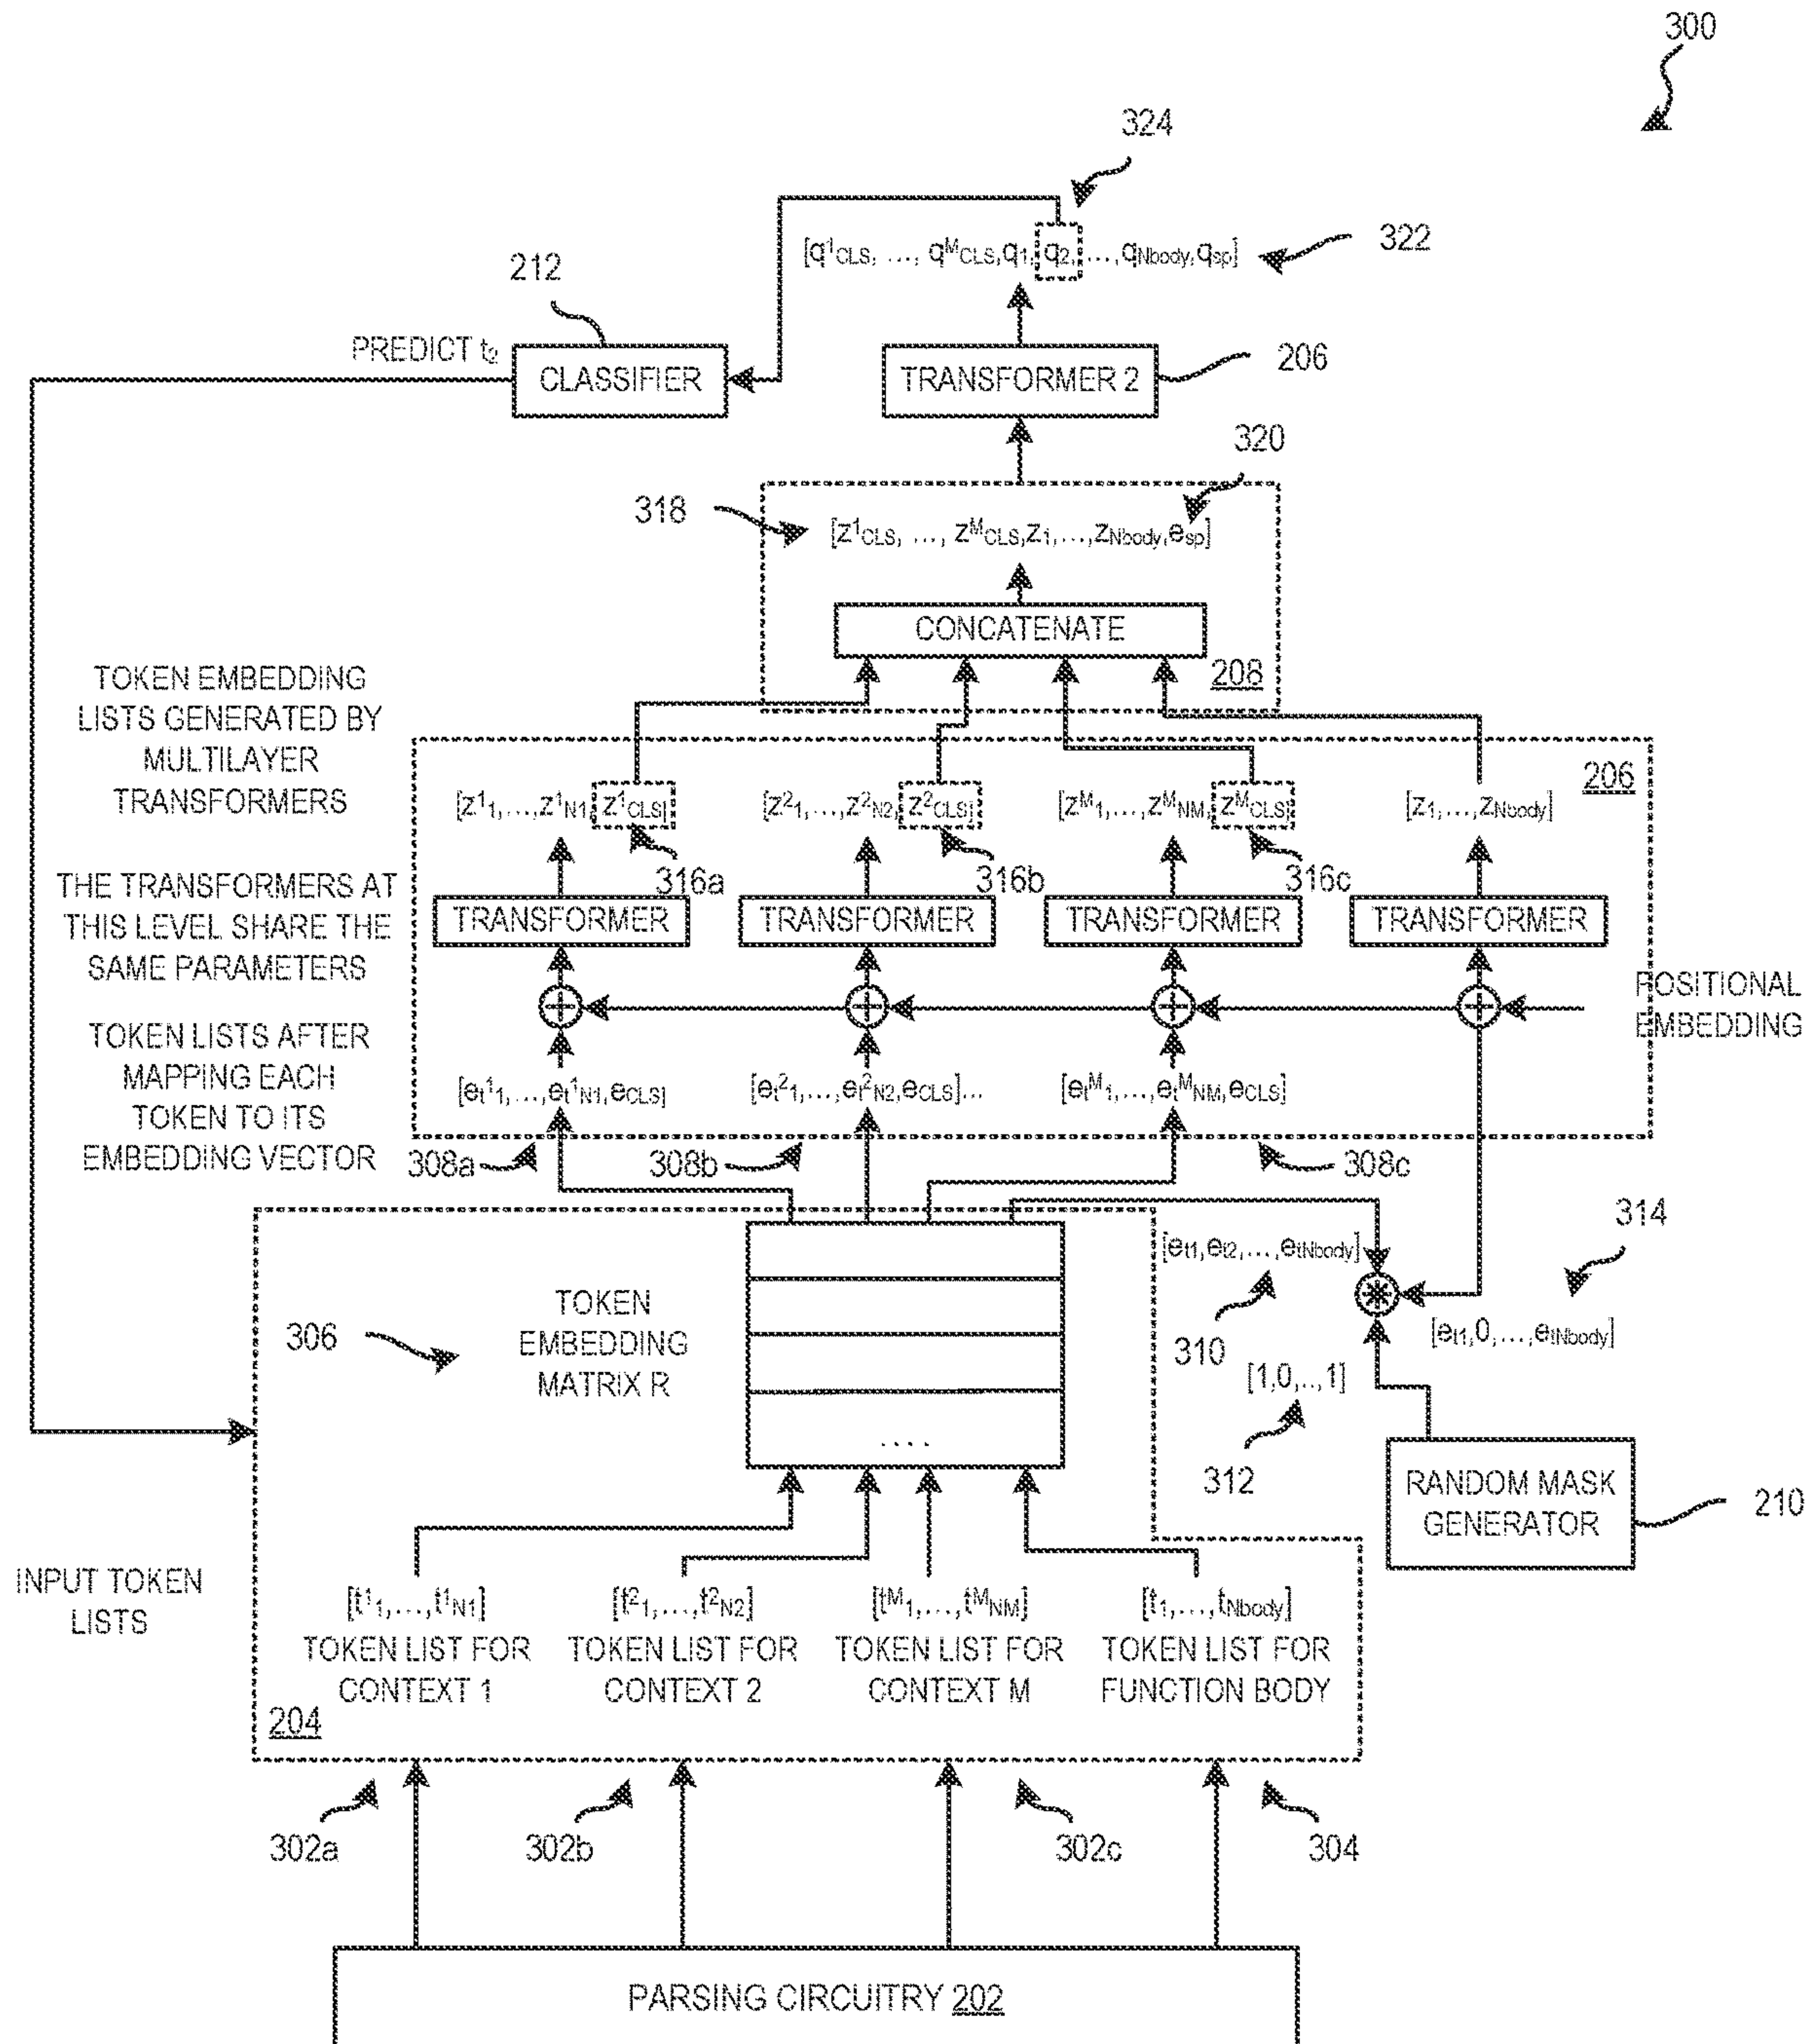 300
324
[q¹CLS, ..., qᴹCLS,q₁, q₂, ...,qNbody,qsp]
322
212
PREDICT t₂
CLASSIFIER
TRANSFORMER 2
206
320
318
[z¹CLS, ..., zᴹCLS,z₁,...,zNbody,esp]
CONCATENATE
208
TOKEN EMBEDDING
LISTS GENERATED BY
MULTILAYER
TRANSFORMERS
206
[z¹₁,...,z¹N1, z¹CLS]
[z²₁,...,z²N2, z²CLS]
[zᴹ₁,...,zᴹNM, zᴹCLS]
[z₁,...,zNbody]
316a
316b
316c
THE TRANSFORMERS AT
THIS LEVEL SHARE THE
SAME PARAMETERS
TRANSFORMER
TRANSFORMER
TRANSFORMER
TRANSFORMER
POSITIONAL
EMBEDDING
TOKEN LISTS AFTER
MAPPING EACH
TOKEN TO ITS
EMBEDDING VECTOR
[et¹₁,...,et¹N1,eCLS]
[et²₁,...,et²N2,eCLS]...
[etᴹ₁,...,etᴹNM,eCLS]
308a
308b
308c
314
[et1,et2,...,etNbody]
310
[et1,0,...,etNbody]
306
TOKEN
EMBEDDING
MATRIX R
....
[1,0,..,1]
312
RANDOM MASK
GENERATOR
210
INPUT TOKEN
LISTS
[t¹₁,...,t¹N1]
TOKEN LIST FOR
CONTEXT 1
[t²₁,...,t²N2]
TOKEN LIST FOR
CONTEXT 2
[tᴹ₁,...,tᴹNM]
TOKEN LIST FOR
CONTEXT M
[t₁,...,tNbody]
TOKEN LIST FOR
FUNCTION BODY
204
302a
302b
302c
304
PARSING CIRCUITRY 202